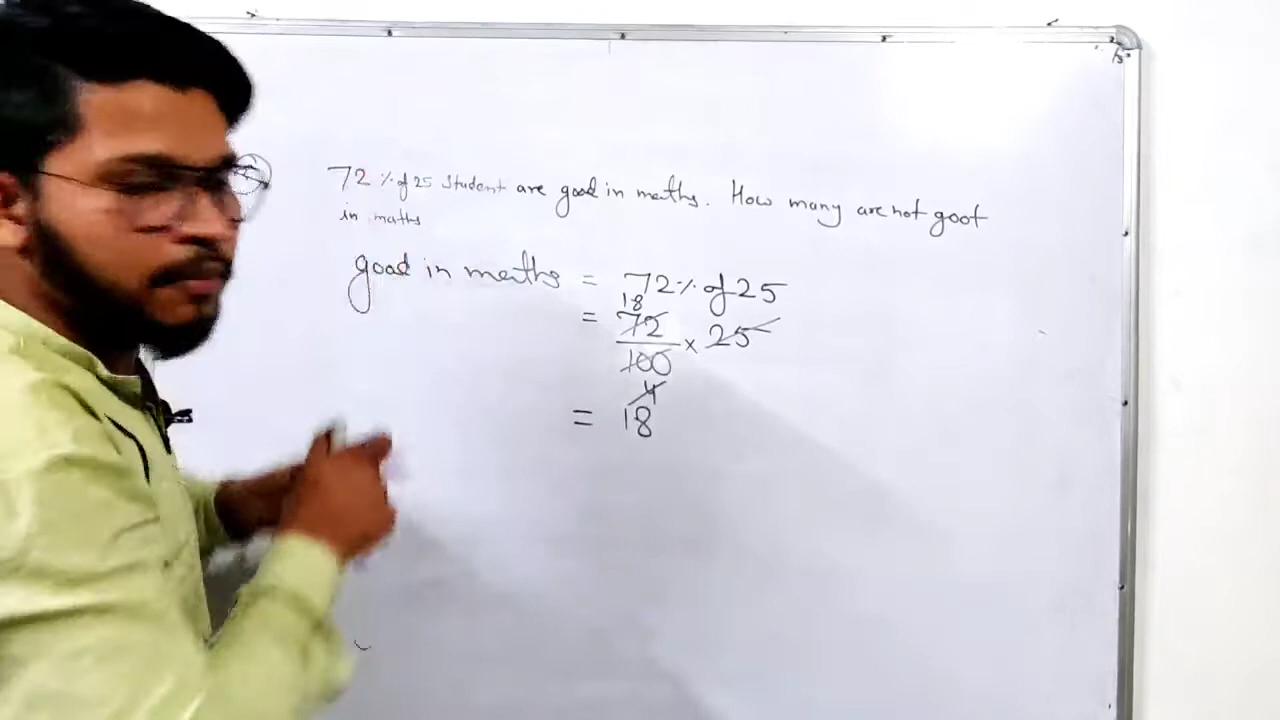 72 % of 25 Student are good in maths. How many are not goot
in maths
good in maths = 72 % of 25
18
= 72 × 25
100
4
= 18